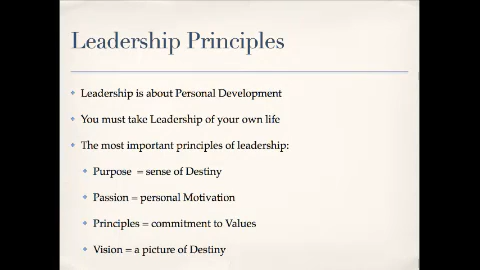 Leadership Principles
Leadership is about Personal Development
You must take Leadership of your own life
The most important principles of leadership:
Purpose = sense of Destiny
Passion = personal Motivation
Principles = commitment to Values
Vision = a picture of Destiny